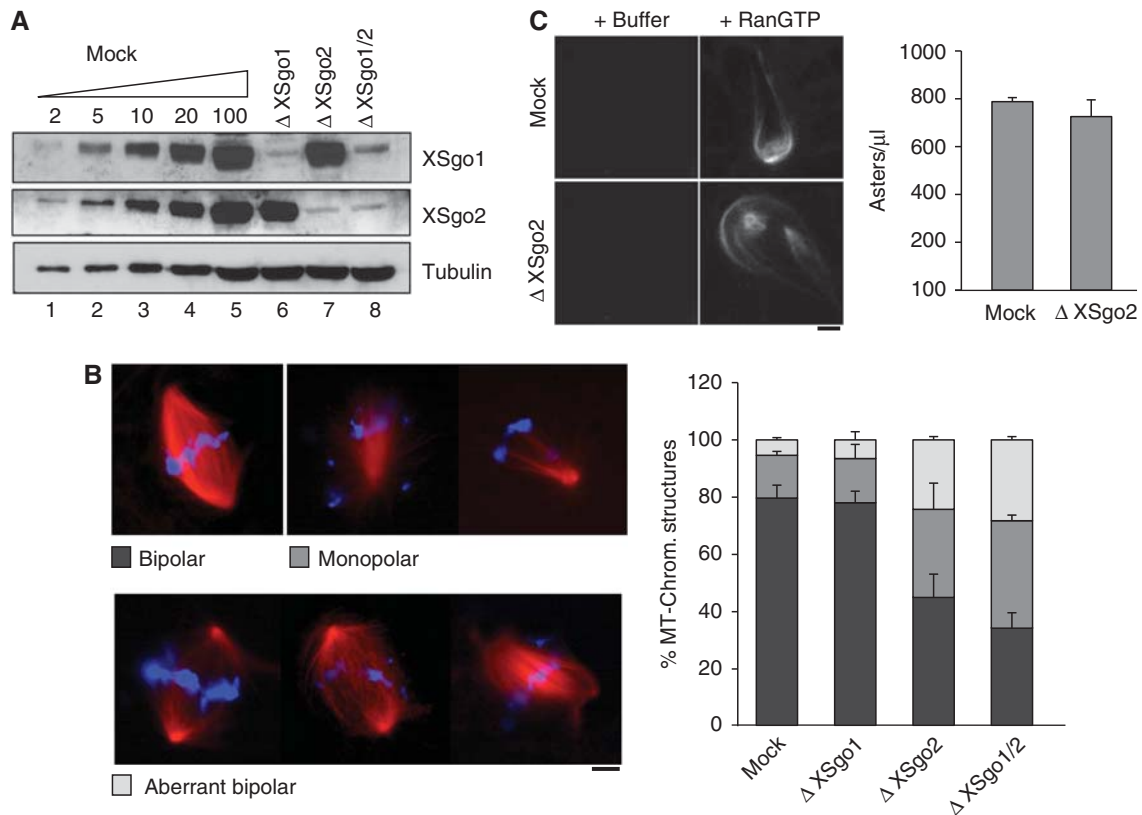 A
Mock
2 5 10 20 100
Δ XSgo1
Δ XSgo2
Δ XSgo1/2
XSgo1
XSgo2
Tubulin
1 2 3 4 5 6 7 8
C
+ Buffer + RanGTP
Mock
Δ XSgo2
Asters/µl
1000
800
600
400
200
100
Mock Δ XSgo2
B
Bipolar
Monopolar
Aberrant bipolar
% MT-Chrom. structures
120
100
80
60
40
20
0
Mock
Δ XSgo1
Δ XSgo2
Δ XSgo1/2